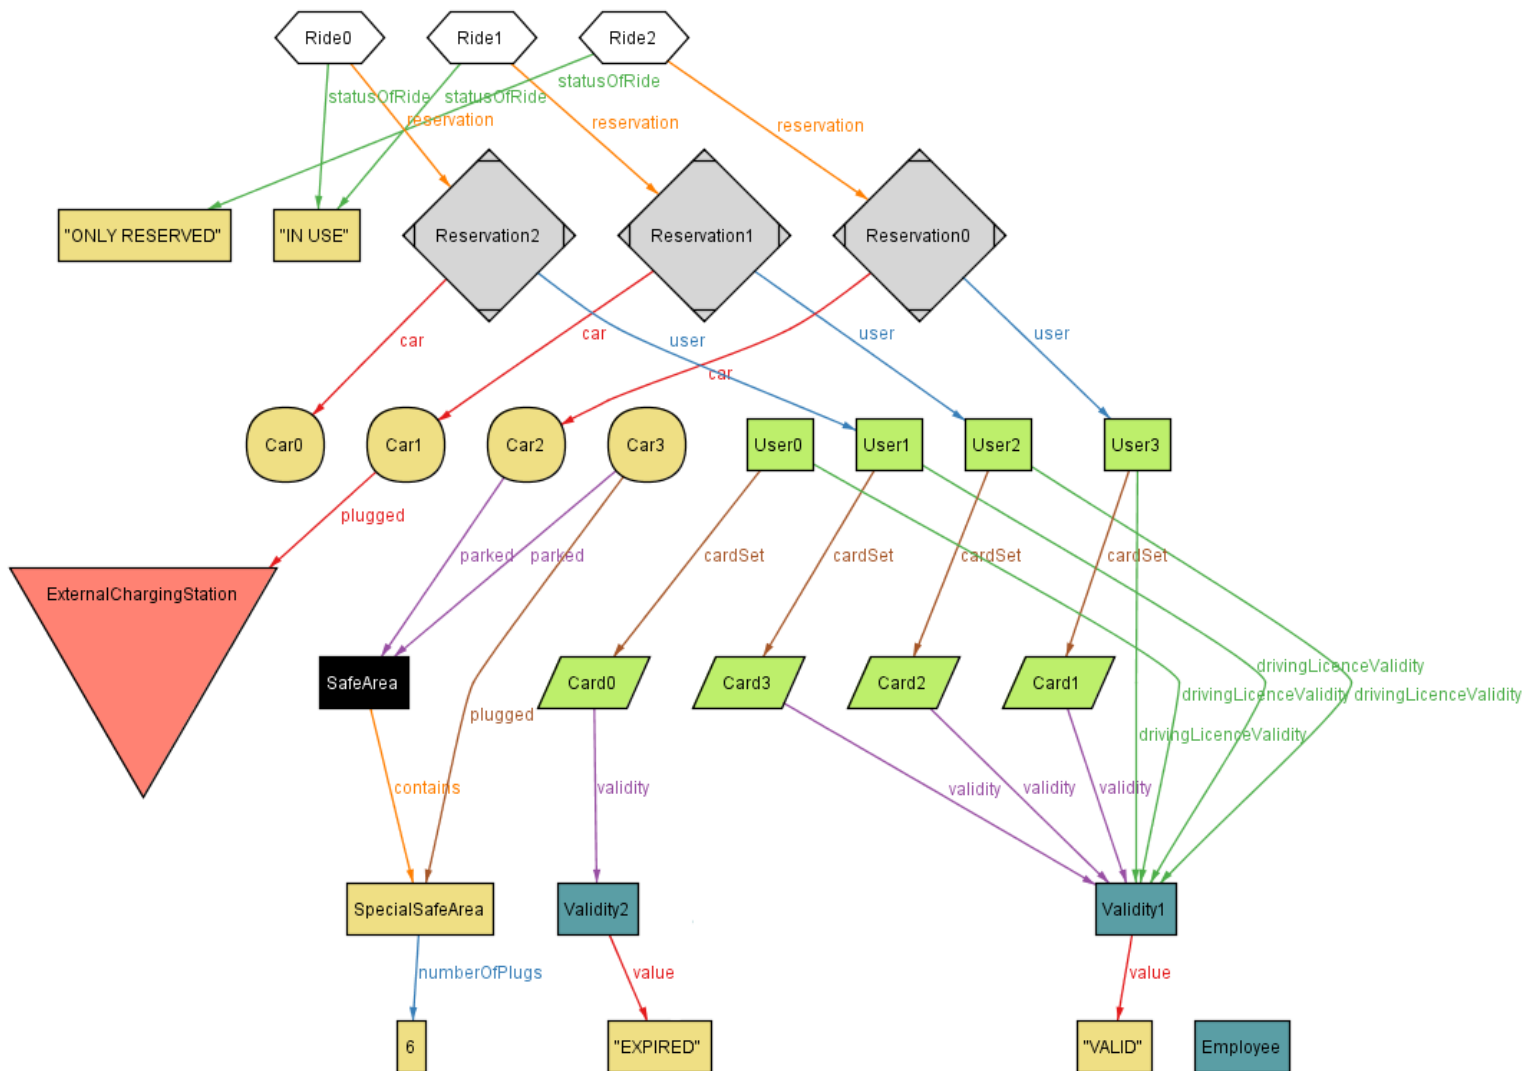 Ride0
Ride1
Ride2
statusOfRide
statusOfRide
statusOfRide
reservation
reservation
reservation
"ONLY RESERVED"
"IN USE"
Reservation2
Reservation1
Reservation0
car
car
car
user
user
user
Car0
Car1
Car2
Car3
User0
User1
User2
User3
plugged
parked
parked
cardSet
cardSet
cardSet
cardSet
ExternalChargingStation
SafeArea
Card0
Card3
Card2
Card1
drivingLicenceValidity
drivingLicenceValidity
drivingLicenceValidity
drivingLicenceValidity
plugged
contains
validity
validity
validity
validity
SpecialSafeArea
Validity2
Validity1
numberOfPlugs
value
value
6
"EXPIRED"
"VALID"
Employee